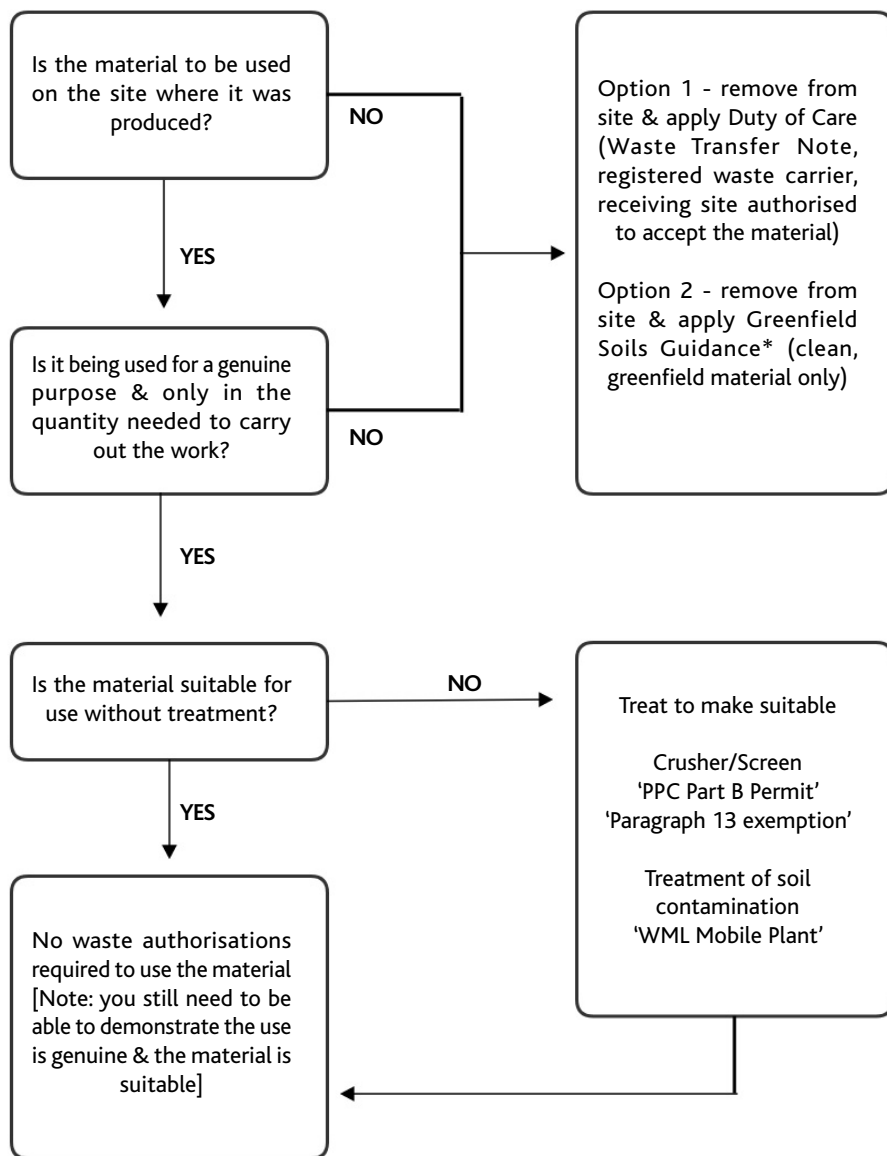 Is the material to be used
on the site where it was
produced?
NO
YES
Option 1 - remove from
site & apply Duty of Care
(Waste Transfer Note,
registered waste carrier,
receiving site authorised
to accept the material)
Option 2 - remove from
site & apply Greenfield
Soils Guidance* (clean,
greenfield material only)
Is it being used for a genuine
purpose & only in the
quantity needed to carry
out the work?
NO
YES
Is the material suitable for
use without treatment?
NO
YES
Treat to make suitable
Crusher/Screen
‘PPC Part B Permit’
‘Paragraph 13 exemption’
Treatment of soil
contamination
‘WML Mobile Plant’
No waste authorisations
required to use the material
[Note: you still need to be
able to demonstrate the use
is genuine & the material is
suitable]